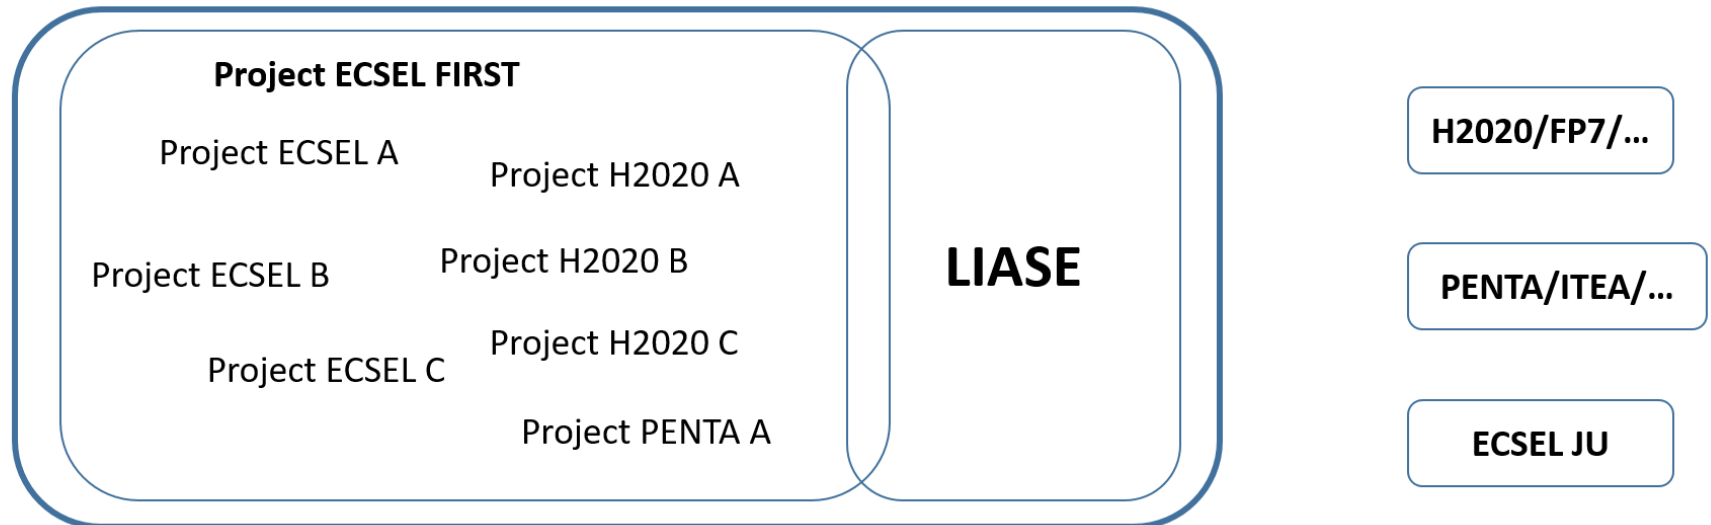 Project ECSEL FIRST
Project ECSEL A
Project H2020 A
Project ECSEL B
Project H2020 B
Project H2020 C
Project ECSEL C
Project PENTA A
LIASE
H2020/FP7/...
PENTA/ITEA/...
ECSEL JU